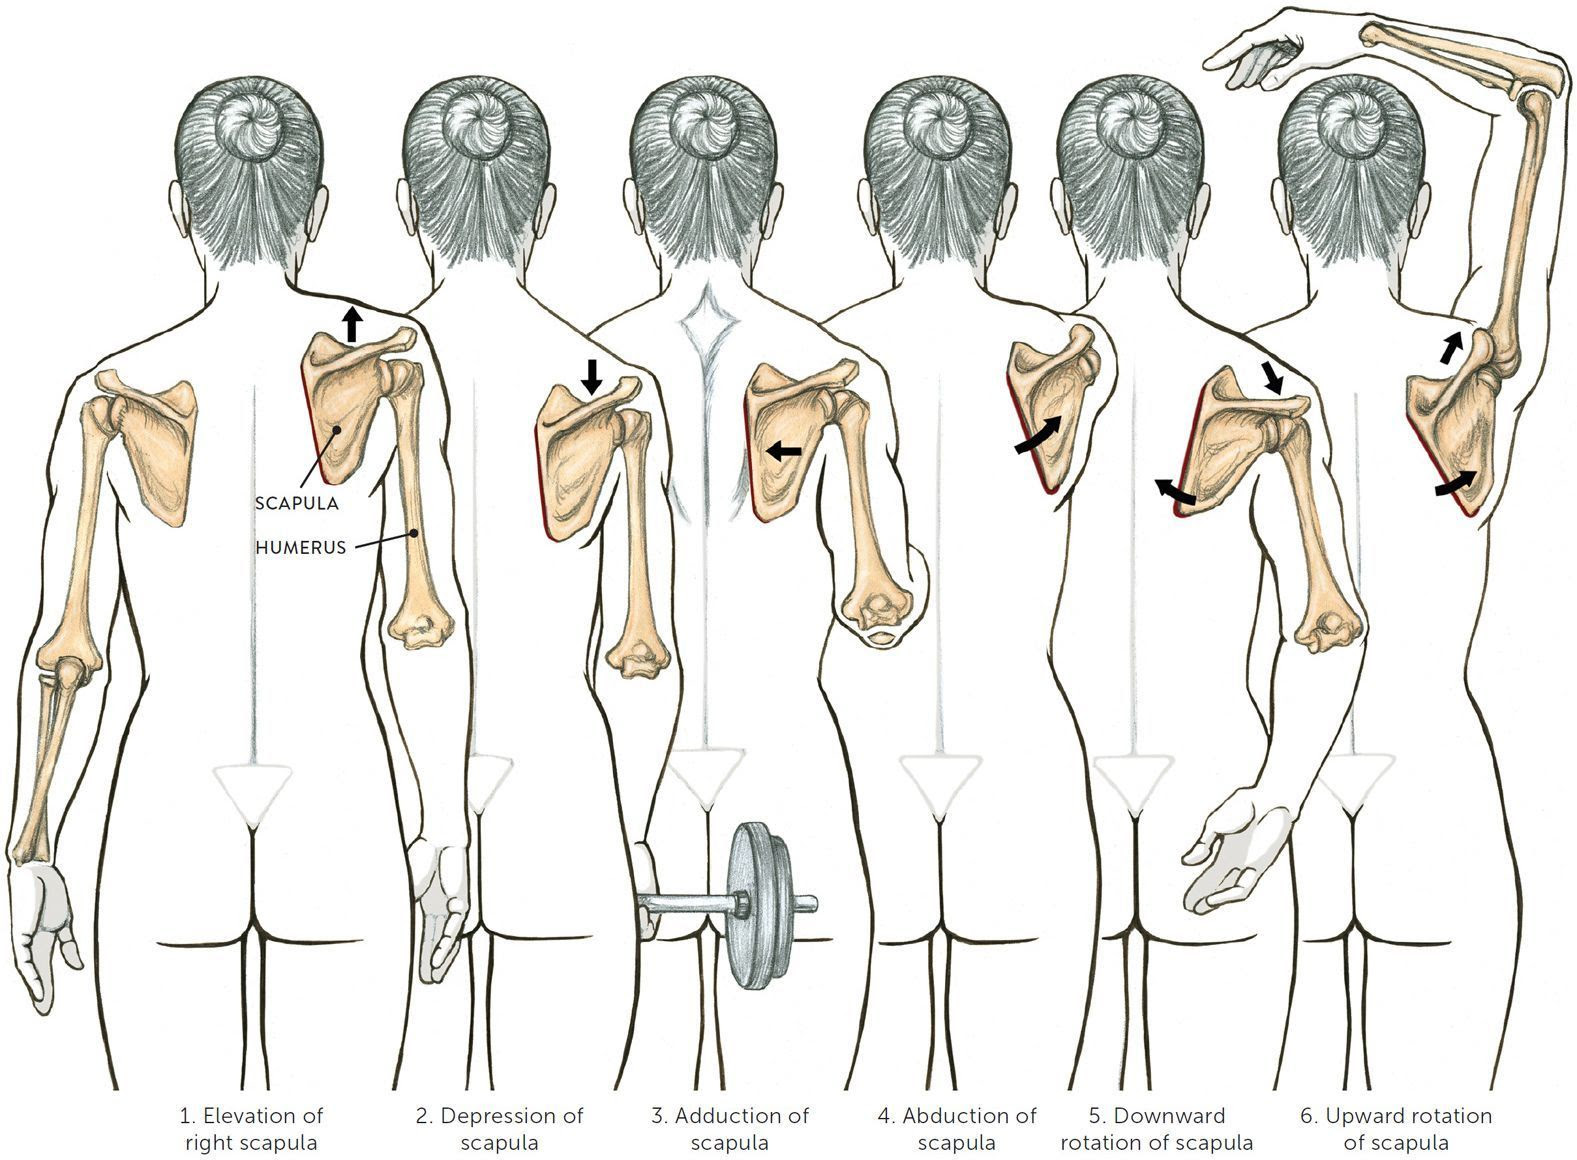 SCAPULA
HUMERUS
1. Elevation of
right scapula
2. Depression of
scapula
3. Adduction of
scapula
4. Abduction of
scapula
5. Downward
rotation of scapula
6. Upward rotation
of scapula